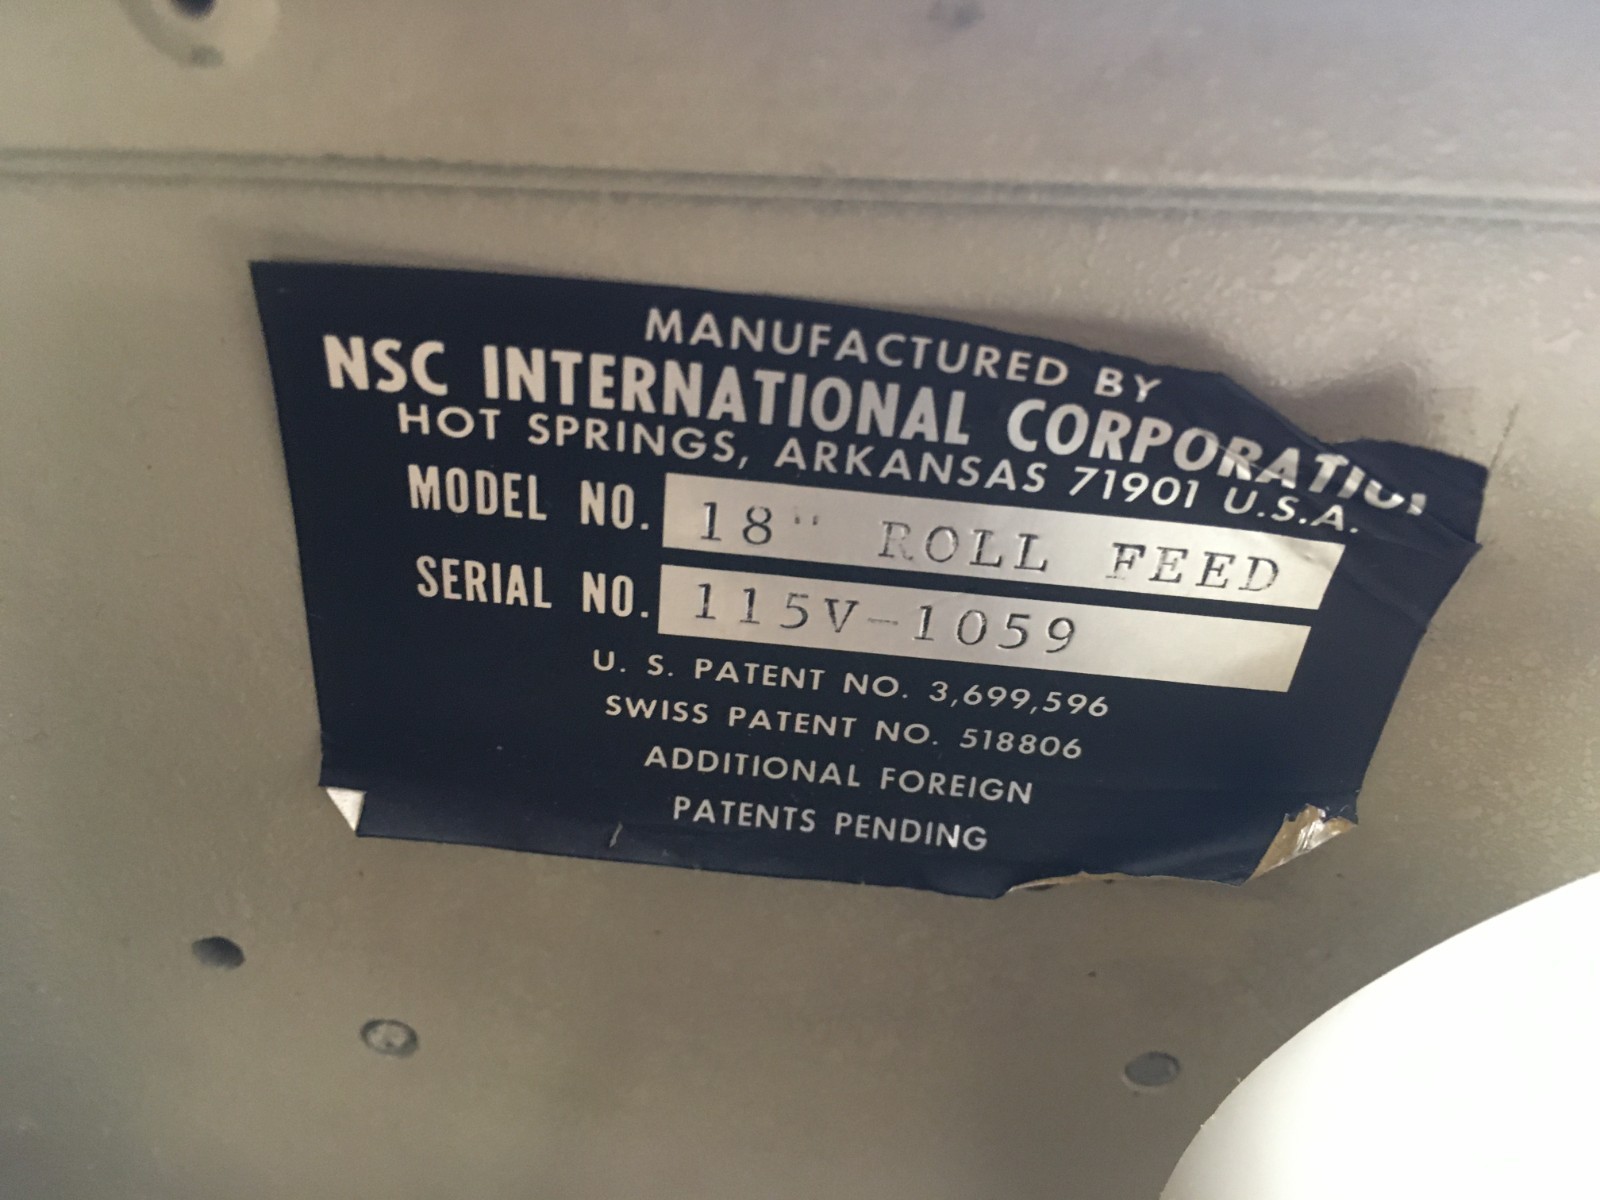 MANUFACTURED BY
NSC INTERNATIONAL CORPORATION
HOT SPRINGS, ARKANSAS 71901 U.S.A.
MODEL NO. 18" ROLL FEED
SERIAL NO. 115V-1059
U. S. PATENT NO. 3,699,596
SWISS PATENT NO. 518806
ADDITIONAL FOREIGN
PATENTS PENDING